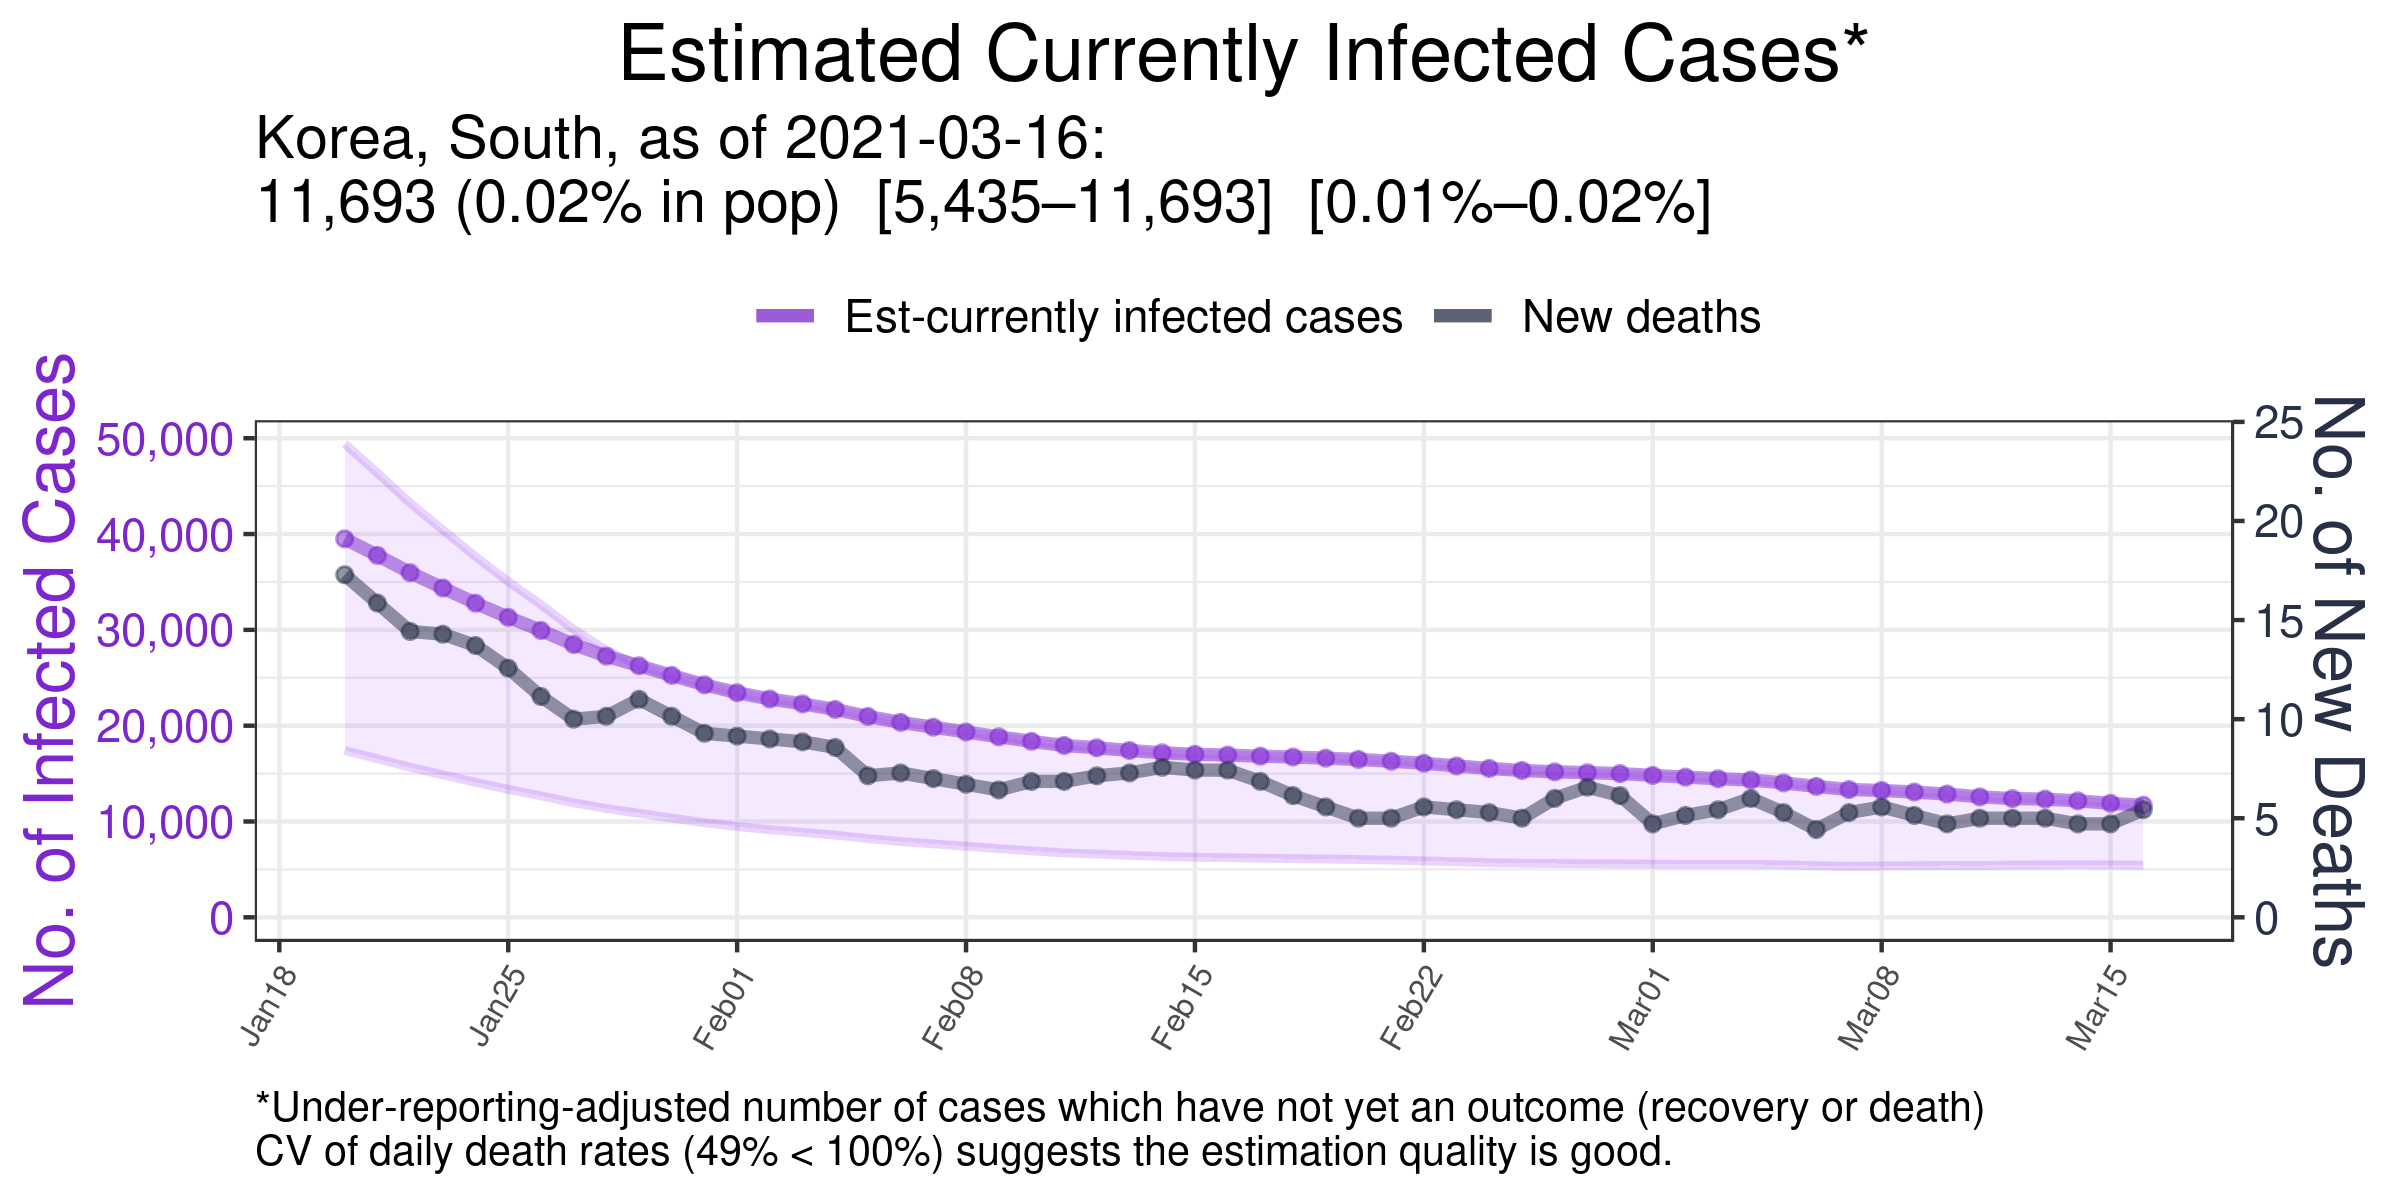 Estimated Currently Infected Cases*
Korea, South, as of 2021-03-16:
11,693 (0.02% in pop)  [5,435–11,693]  [0.01%–0.02%]
Est-currently infected cases
New deaths
No. of Infected Cases
50,000
40,000
30,000
20,000
10,000
0
25
20
15
10
5
0
No. of New Deaths
Jan18
Jan25
Feb01
Feb08
Feb15
Feb22
Mar01
Mar08
Mar15
*Under-reporting-adjusted number of cases which have not yet an outcome (recovery or death)
CV of daily death rates (49% < 100%) suggests the estimation quality is good.